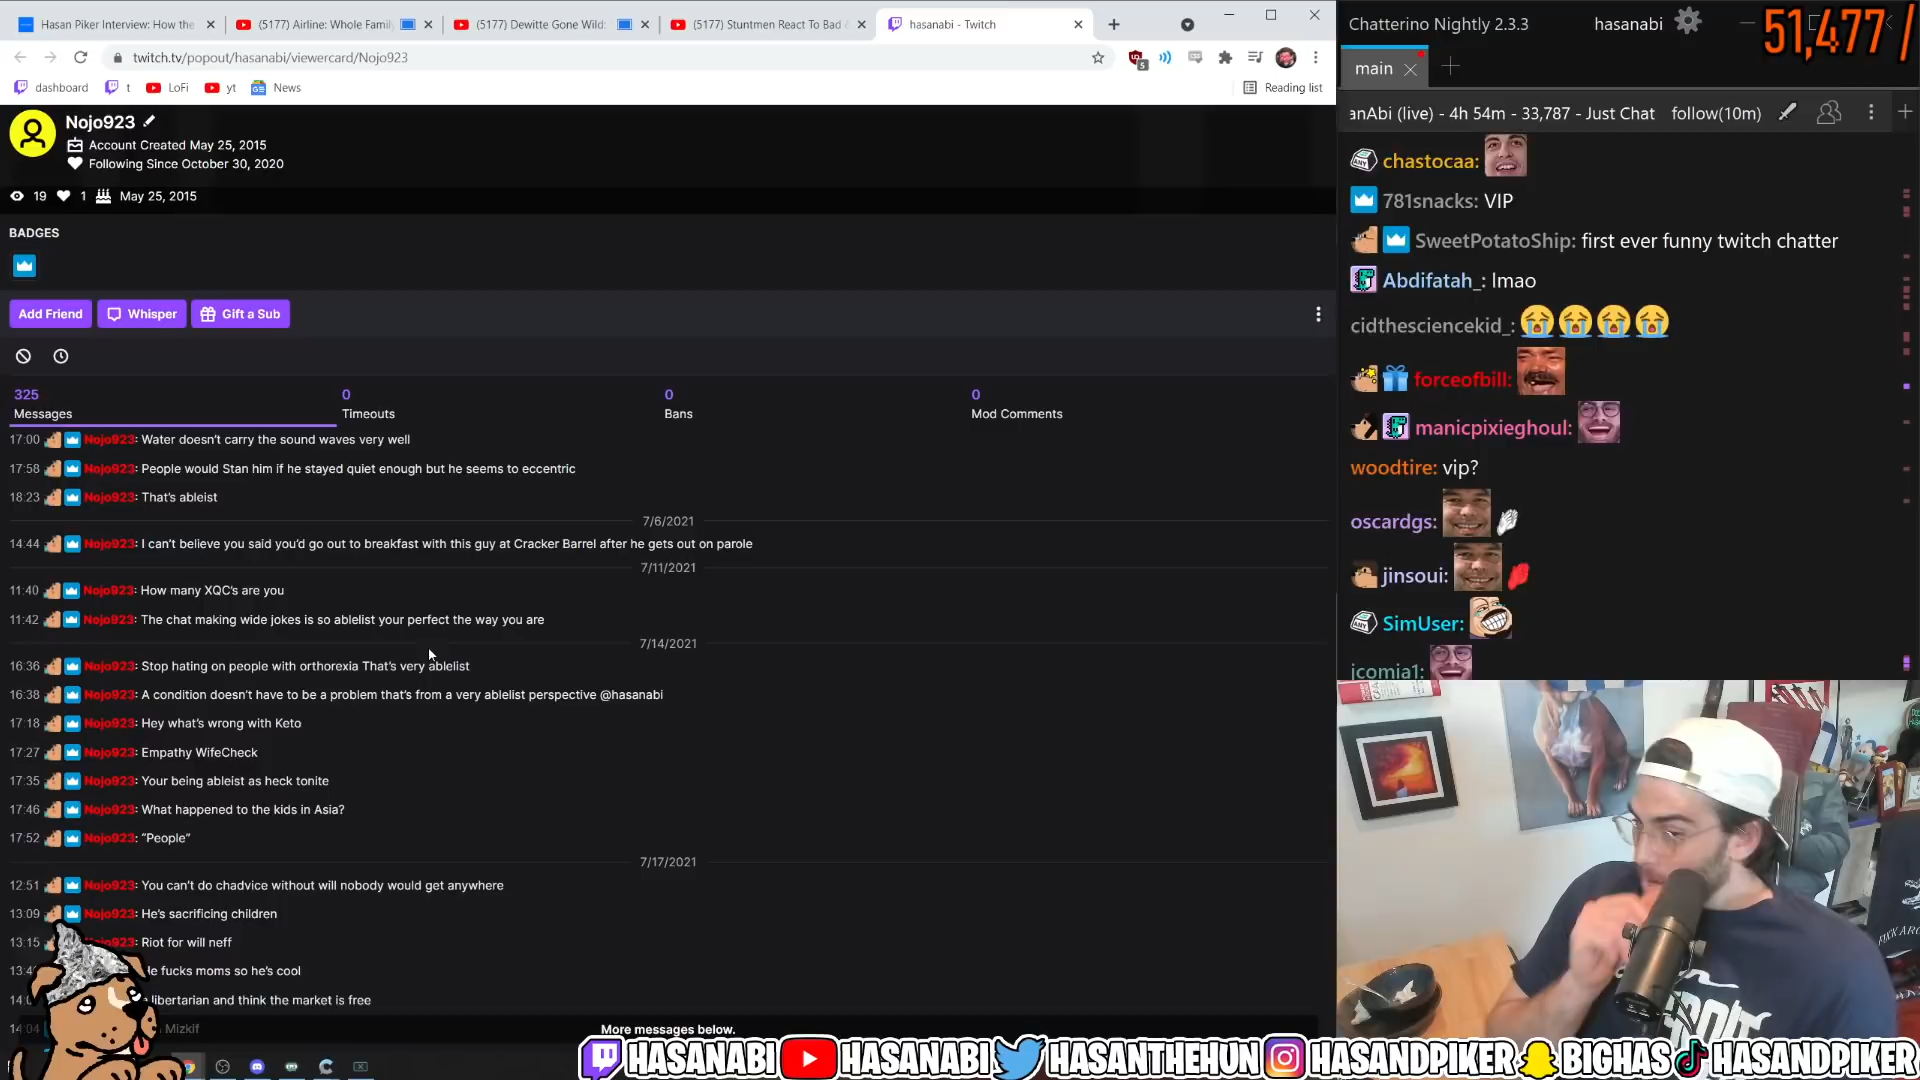 Hasan Piker Interview: How the
(5177) Airline: Whole Family
(5177) Dewitte Gone Wild:
(5177) Stuntmen React To Bad
hasanabi - Twitch
twitch.tv/popout/hasanabi/viewercard/Nojo923
5
dashboard
t
LoFi
yt
News
Reading list
Nojo923
Account Created May 25, 2015
Following Since October 30, 2020
19
1
May 25, 2015
BADGES
Add Friend
Whisper
Gift a Sub
325
Messages
0
Timeouts
0
Bans
0
Mod Comments
17:00 Nojo923: Water doesn't carry the sound waves very well
17:58 Nojo923: People would Stan him if he stayed quiet enough but he seems to eccentric
18:23 Nojo923: That's ableist
7/6/2021
14:44 Nojo923: I can't believe you said you'd go out to breakfast with this guy at Cracker Barrel after he gets out on parole
7/11/2021
11:40 Nojo923: How many XQC's are you
11:42 Nojo923: The chat making wide jokes is so ablelist your perfect the way you are
7/14/2021
16:36 Nojo923: Stop hating on people with orthorexia That's very ablelist
16:38 Nojo923: A condition doesn't have to be a problem that's from a very ablelist perspective @hasanabi
17:18 Nojo923: Hey what's wrong with Keto
17:27 Nojo923: Empathy WifeCheck
17:35 Nojo923: Your being ableist as heck tonite
17:46 Nojo923: What happened to the kids in Asia?
17:52 Nojo923: "People"
7/17/2021
12:51 Nojo923: You can't do chadvice without will nobody would get anywhere
13:09 Nojo923: He's sacrificing children
13:15 Nojo923: Riot for will neff
fucks moms so he's cool
libertarian and think the market is free
14:04 Mizkif
More messages below.
Chatterino Nightly 2.3.3
hasanabi
51,477 /
main
anAbi (live) - 4h 54m - 33,787 - Just Chat
follow(10m)
chastocaa:
781snacks: VIP
SweetPotatoShip: first ever funny twitch chatter
Abdifatah_: lmao
cidthesciencekid_:
forceofbill:
manicpixieghoul:
woodtire: vip?
oscardgs:
jinsoui:
SimUser:
jcomia1:
HASANABI
HASANABI
HASANTHEHUN
HASANDPIKER
BIGHAS
HASANDPIKER